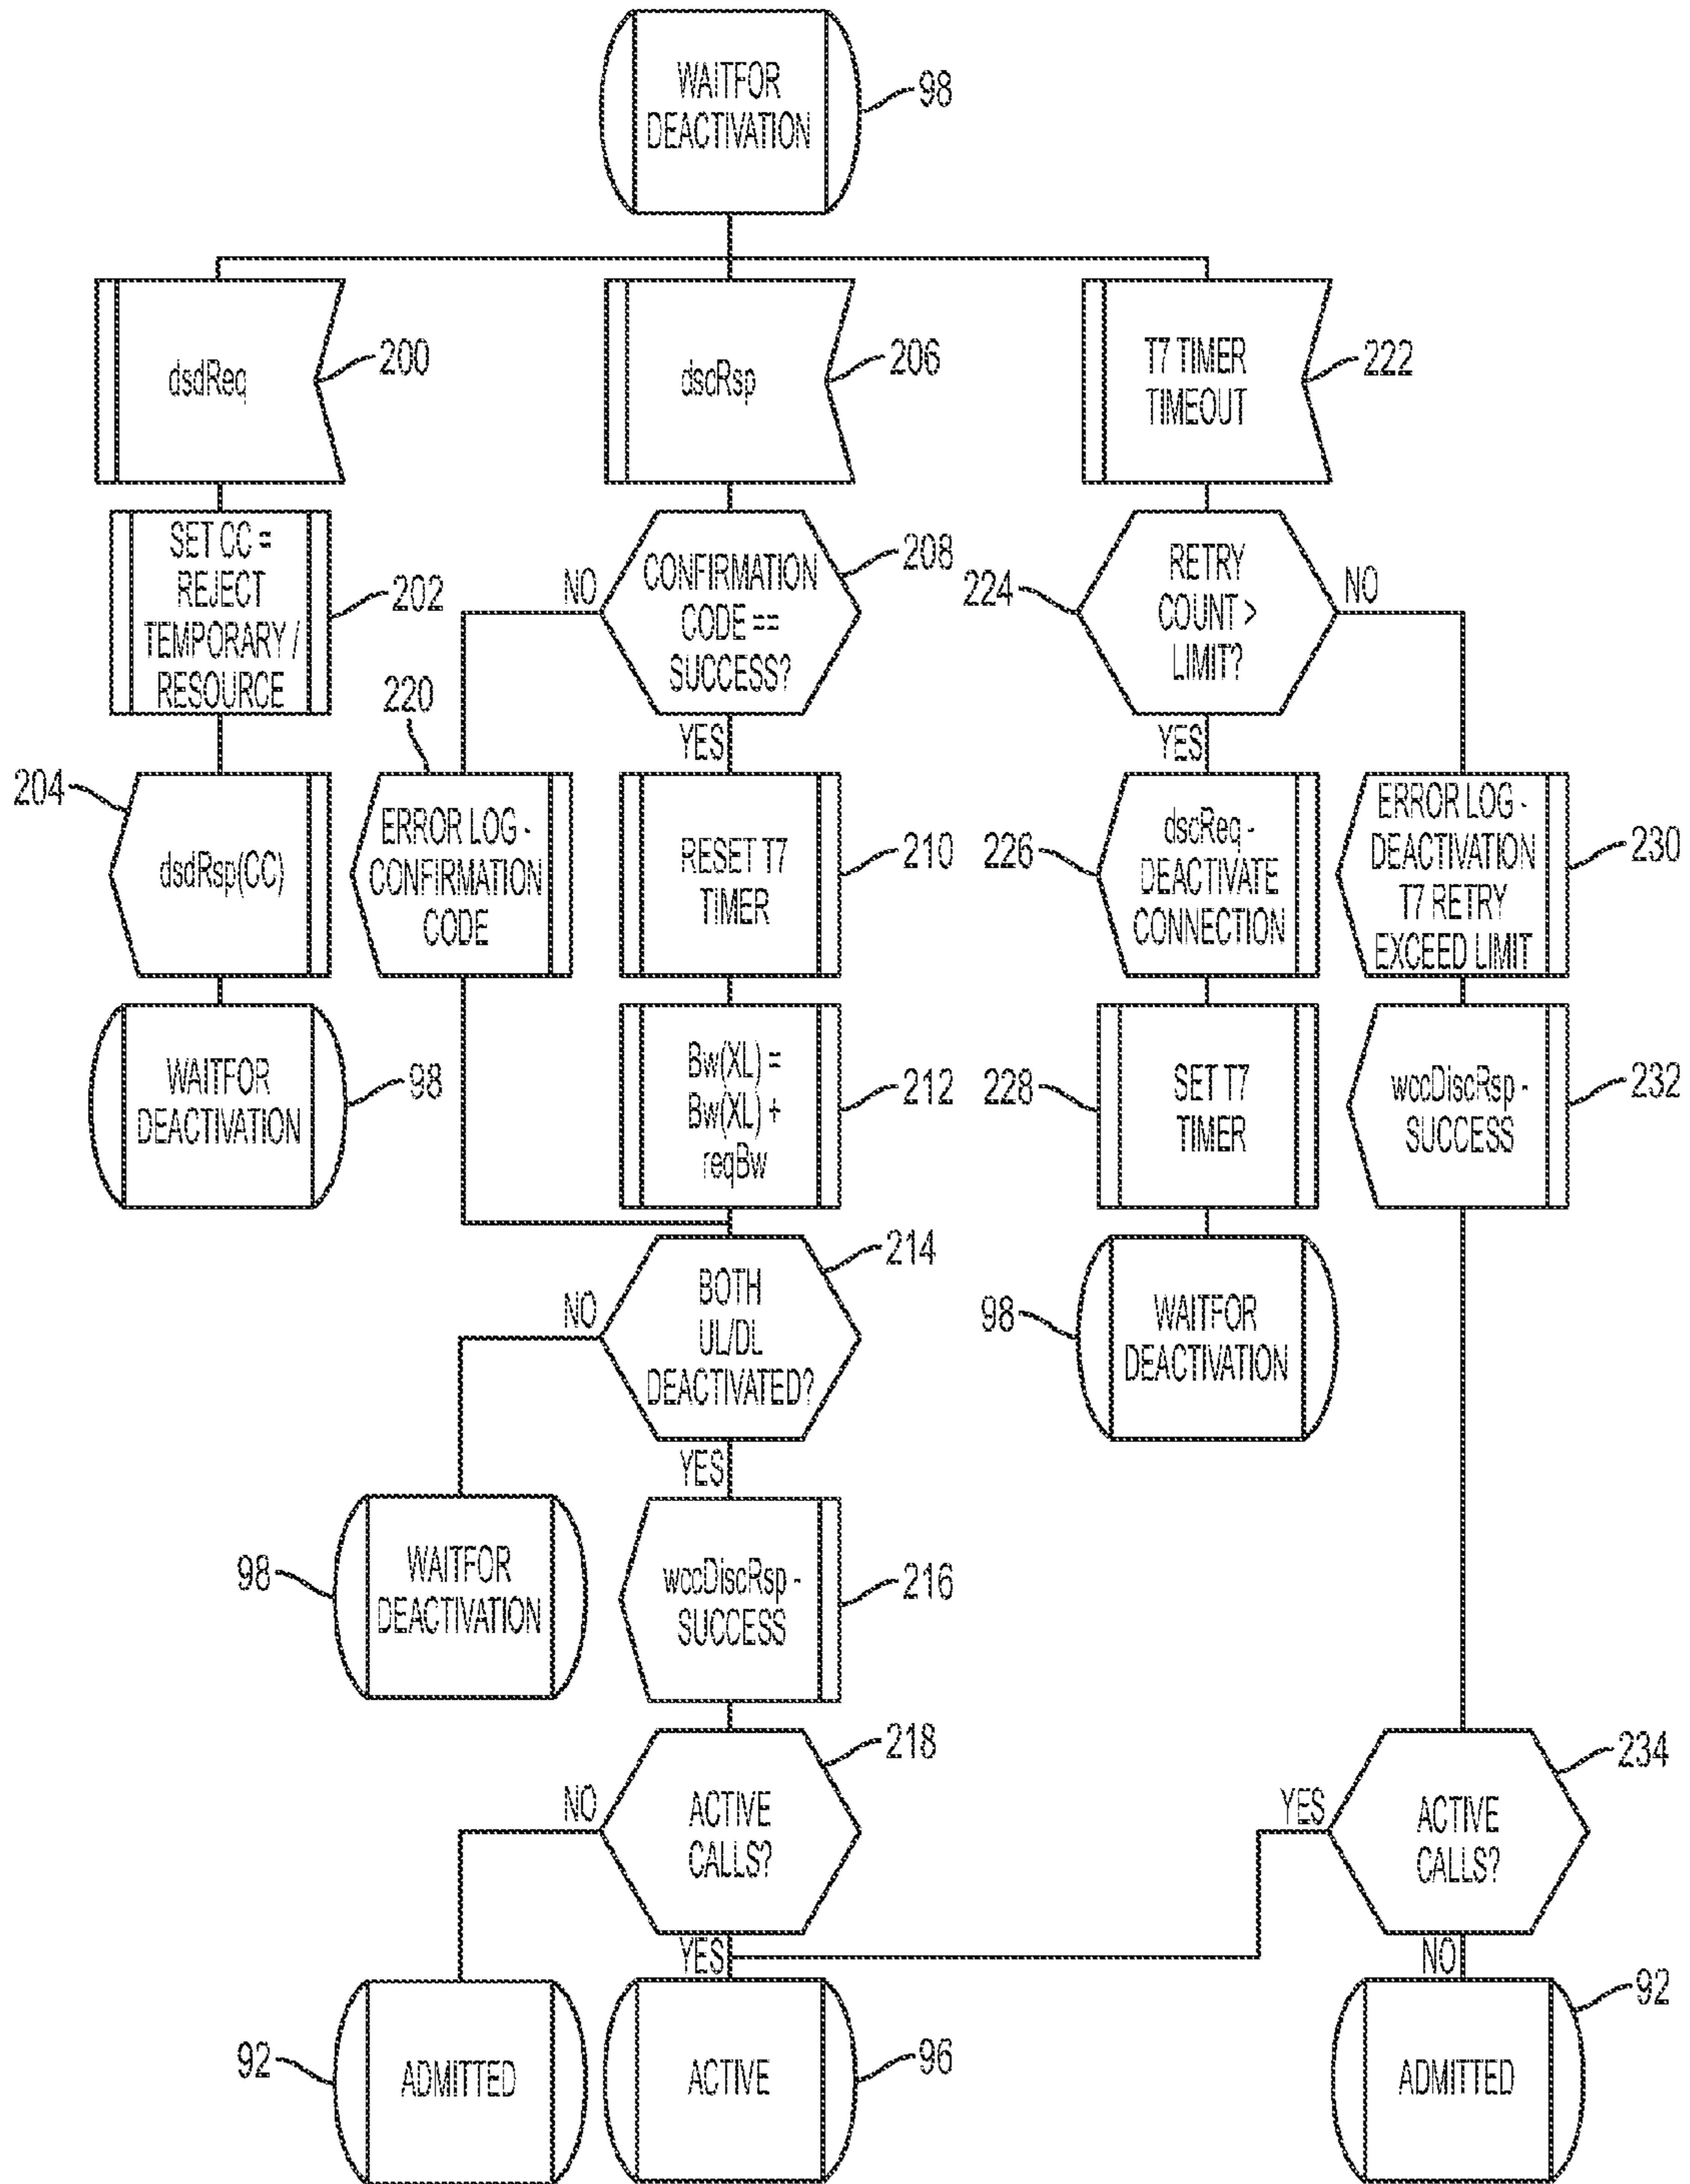 WAITFOR
DEACTIVATION
98
dsdReq
200
dscRsp
206
T7 TIMER
TIMEOUT
222
SET CC =
REJECT
TEMPORARY /
RESOURCE
202
NO
CONFIRMATION
CODE ==
SUCCESS?
208
YES
224
RETRY
COUNT >
LIMIT?
NO
YES
204
dsdRsp(CC)
220
ERROR LOG -
CONFIRMATION
CODE
RESET T7
TIMER
210
226
dscReq -
DEACTIVATE
CONNECTION
ERROR LOG -
DEACTIVATION
T7 RETRY
EXCEED LIMIT
230
WAITFOR
DEACTIVATION
98
Bw(XL) =
Bw(XL) +
reqBw
212
228
SET T7
TIMER
wccDiscRsp -
SUCCESS
232
NO
BOTH
UL/DL
DEACTIVATED?
214
YES
98
WAITFOR
DEACTIVATION
98
WAITFOR
DEACTIVATION
wccDiscRsp -
SUCCESS
216
NO
ACTIVE
CALLS?
218
YES
YES
ACTIVE
CALLS?
234
NO
92
ADMITTED
ACTIVE
96
ADMITTED
92